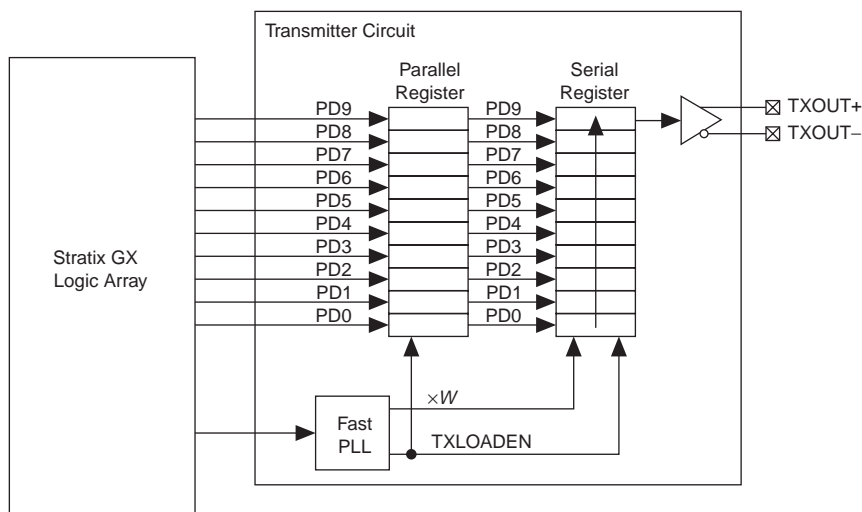 Transmitter Circuit
Parallel
Register
Serial
Register
PD9
PD9
TXOUT+
PD8
PD8
TXOUT–
PD7
PD7
PD6
PD6
PD5
PD5
PD4
PD4
Stratix GX
Logic Array
PD3
PD3
PD2
PD2
PD1
PD1
PD0
PD0
×W
Fast
PLL
TXLOADEN